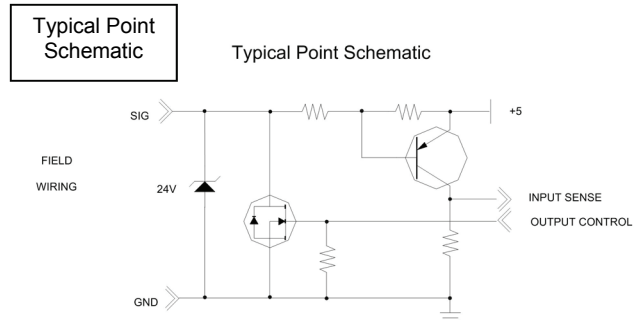 Typical Point
Schematic
Typical Point Schematic
SIG
+5
FIELD
WIRING
24V
INPUT SENSE
OUTPUT CONTROL
GND